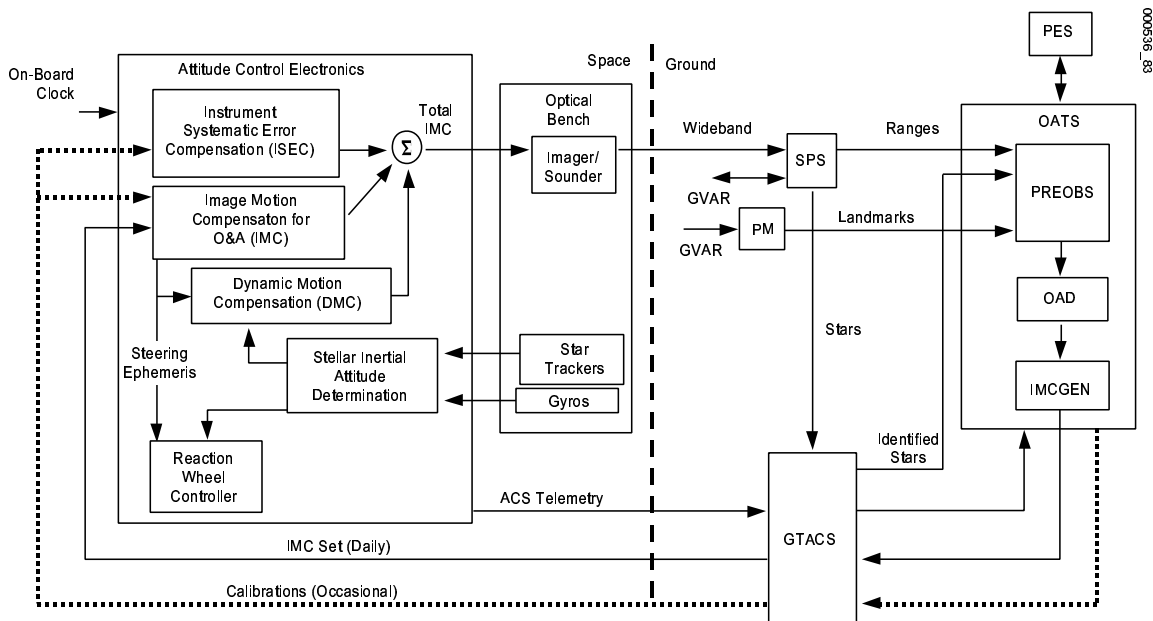 000536_83
PES
On-Board
Clock
Attitude Control Electronics
Space
Ground
Instrument
Systematic Error
Compensation (ISEC)
Total
IMC
Σ
Optical
Bench
Imager/
Sounder
Wideband
SPS
Ranges
OATS
PREOBS
GVAR
Image Motion
Compensaton for
O&A (IMC)
PM
Landmarks
GVAR
Dynamic Motion
Compensation (DMC)
OAD
Stars
Steering
Ephemeris
Stellar Inertial
Attitude
Determination
Star
Trackers
Gyros
IMCGEN
Identified
Stars
Reaction
Wheel
Controller
ACS Telemetry
GTACS
IMC Set (Daily)
Calibrations (Occasional)